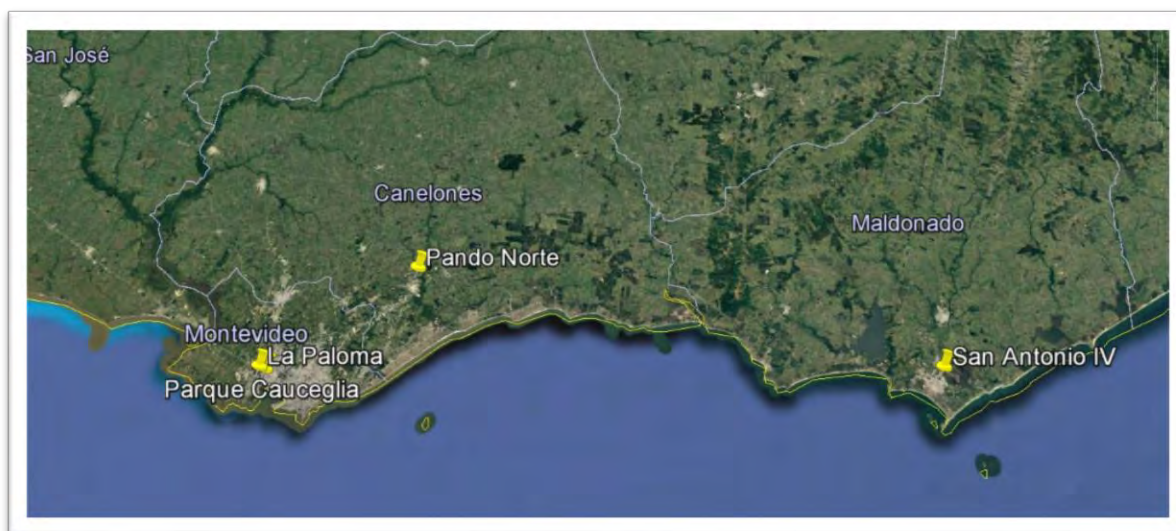 San José
Canelones
Maldonado
Pando Norte
Montevideo
La Paloma
San Antonio IV
Parque Cauceglia